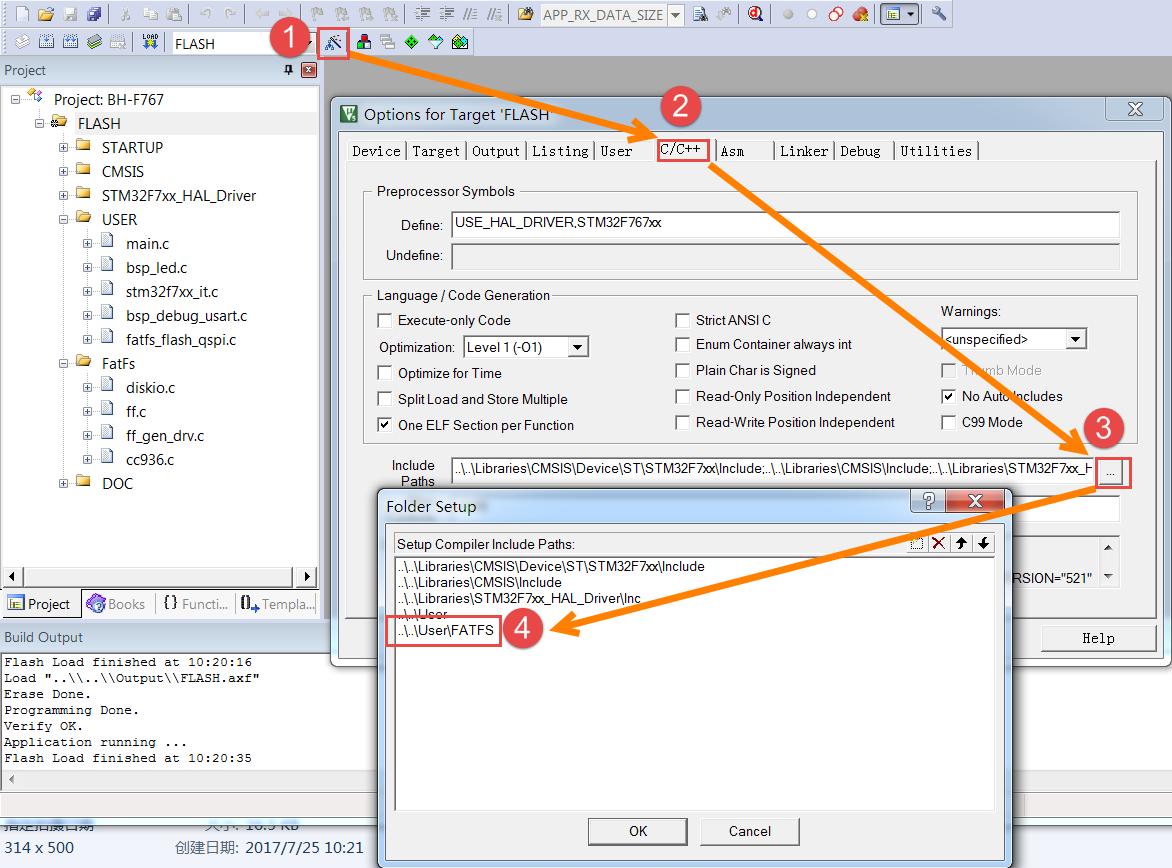 APP_RX_DATA_SIZE
LOAD
FLASH
1
Project
Project: BH-F767
FLASH
STARTUP
CMSIS
STM32F7xx_HAL_Driver
USER
main.c
bsp_led.c
stm32f7xx_it.c
bsp_debug_usart.c
fatfs_flash_qspi.c
FatFs
diskio.c
ff.c
ff_gen_drv.c
cc936.c
DOC
Project
Books
{} Functi...
Templa...
Build Output
Flash Load finished at 10:20:16
Load "..\\..\\Output\\FLASH.axf"
Erase Done.
Programming Done.
Verify OK.
Application running ...
Flash Load finished at 10:20:35
314 x 500
创建日期: 2017/7/25 10:21
Options for Target 'FLASH'
2
Device
Target
Output
Listing
User
C/C++
Asm
Linker
Debug
Utilities
Preprocessor Symbols
Define:
USE_HAL_DRIVER,STM32F767xx
Undefine:
Language / Code Generation
Execute-only Code
Optimization:
Level 1 (-O1)
Optimize for Time
Split Load and Store Multiple
One ELF Section per Function
Strict ANSI C
Enum Container always int
Plain Char is Signed
Read-Only Position Independent
Read-Write Position Independent
Warnings:
<unspecified>
Thumb Mode
No Auto Includes
C99 Mode
3
Include
Paths
..\..\Libraries\CMSIS\Device\ST\STM32F7xx\Include;..\..\Libraries\CMSIS\Include;..\..\Libraries\STM32F7xx_H
...
RSION="521"
Help
Folder Setup
Setup Compiler Include Paths:
..\..\Libraries\CMSIS\Device\ST\STM32F7xx\Include
..\..\Libraries\CMSIS\Include
..\..\Libraries\STM32F7xx_HAL_Driver\Inc
..\..\User
..\..\User\FATFS
4
OK
Cancel